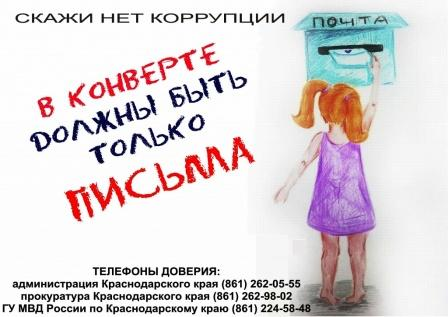 СКАЖИ НЕТ КОРРУПЦИИ
ПОЧТА
В КОНВЕРТЕ
ДОЛЖНЫ БЫТЬ
ТОЛЬКО
ПИСЬМА
ТЕЛЕФОНЫ ДОВЕРИЯ:
администрация Краснодарского края (861) 262-05-55
прокуратура Краснодарского края (861) 262-98-02
ГУ МВД России по Краснодарскому краю (861) 224-58-48